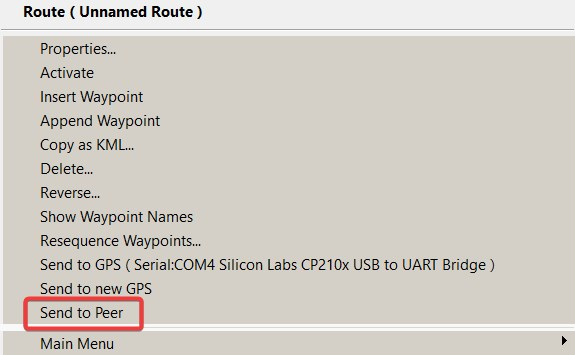 Route ( Unnamed Route )
Properties...
Activate
Insert Waypoint
Append Waypoint
Copy as KML...
Delete...
Reverse...
Show Waypoint Names
Resequence Waypoints...
Send to GPS ( Serial:COM4 Silicon Labs CP210x USB to UART Bridge )
Send to new GPS
Send to Peer
Main Menu